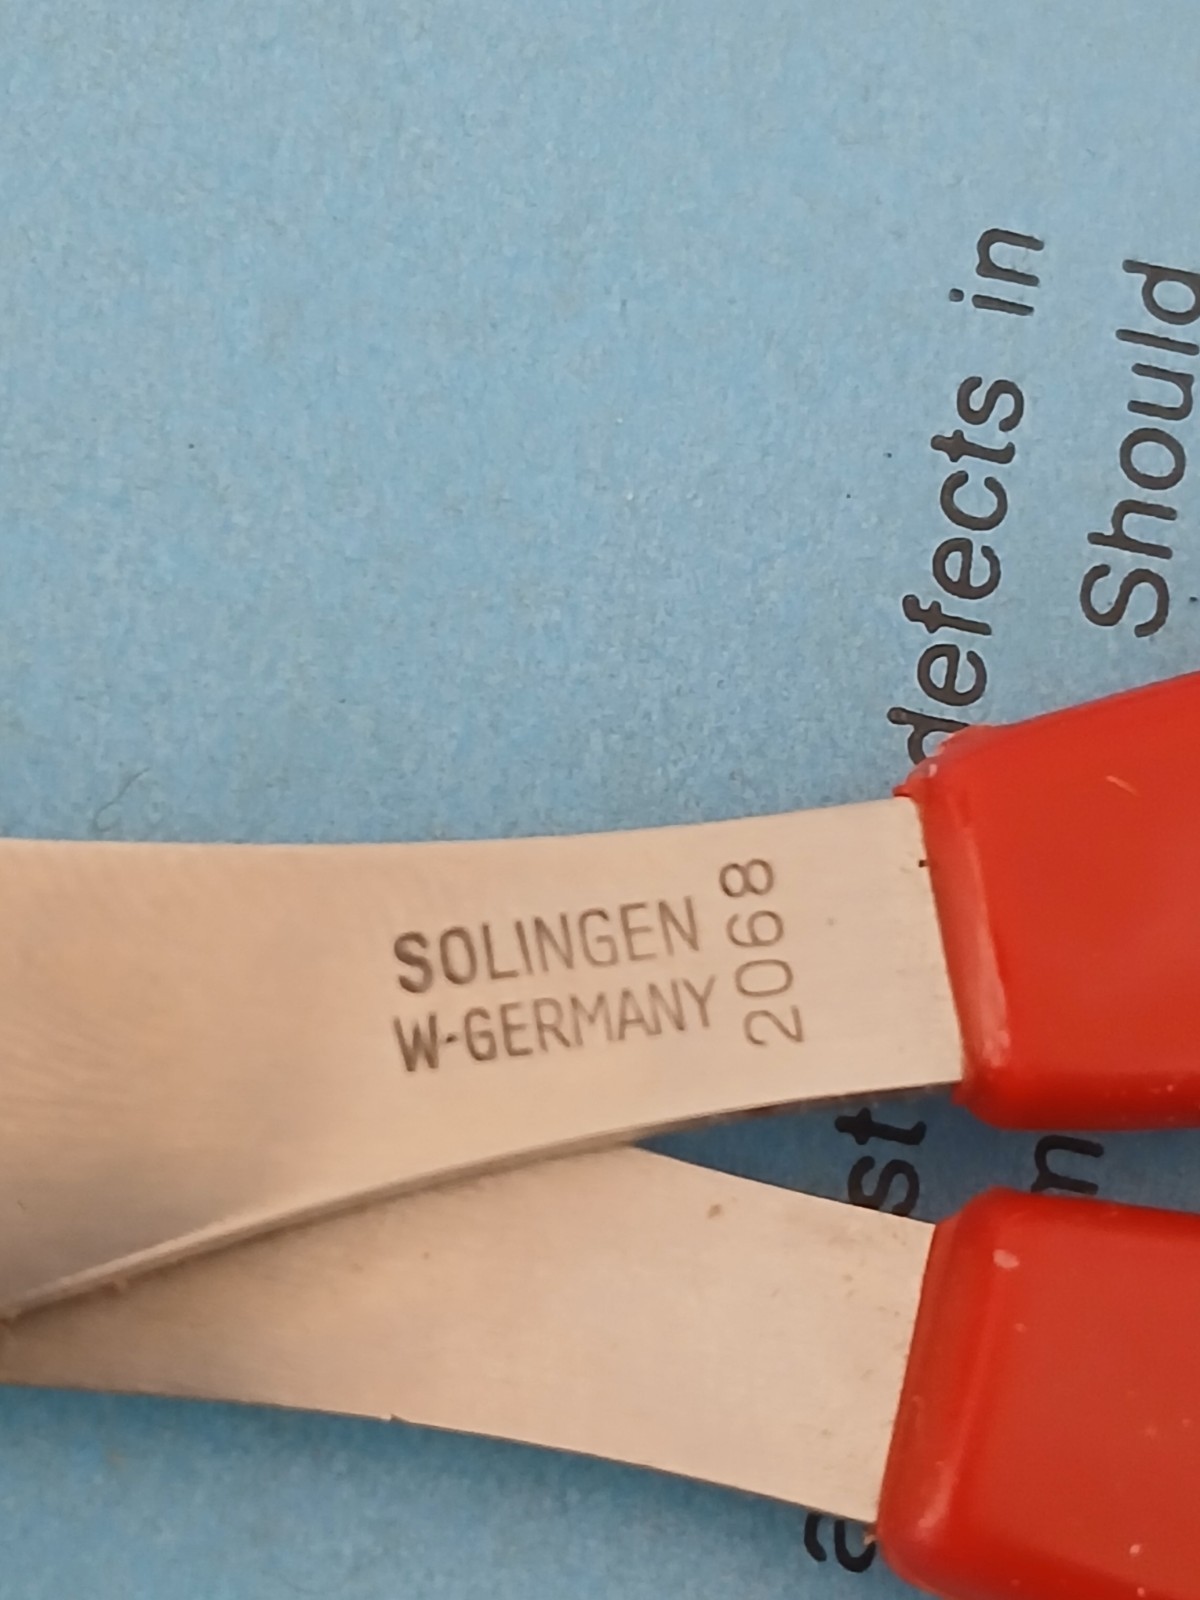 SOLINGEN
W-GERMANY
2068
defects in
Should